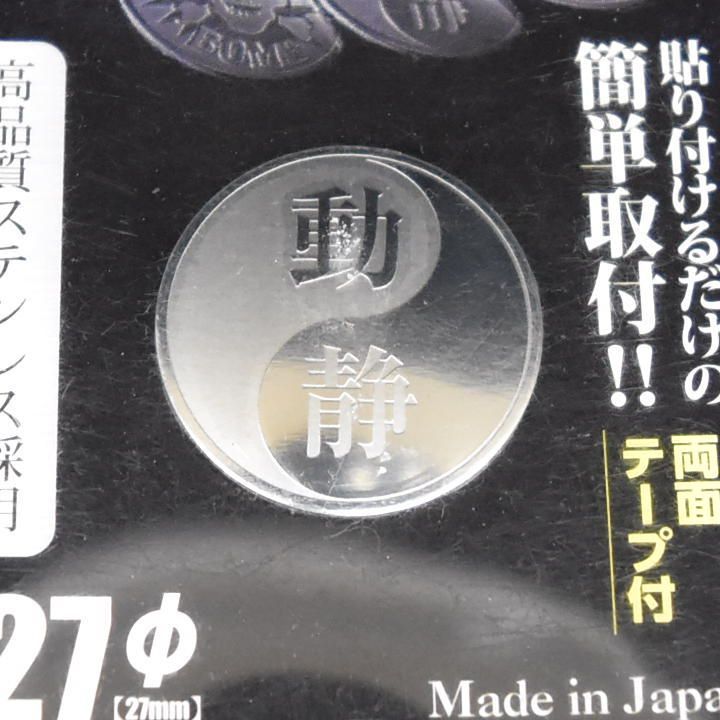 貼り付けるだけの
簡単取付!!
両面
テープ付
高品質ステンレス採用
動
静
27φ
【27mm】
Made in Japa